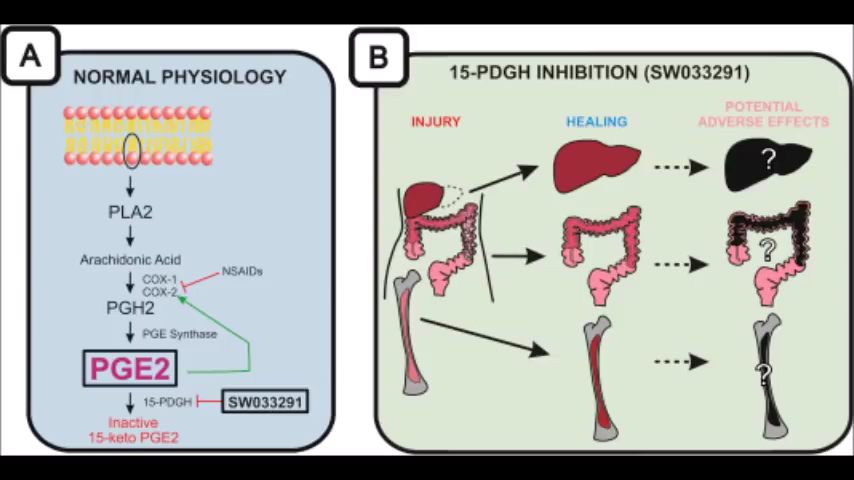 A
NORMAL PHYSIOLOGY
PLA2
Arachidonic Acid
COX-1
COX-2
NSAIDs
PGH2
PGE Synthase
PGE2
15-PDGH
SW033291
Inactive
15-keto PGE2
B
15-PDGH INHIBITION (SW033291)
INJURY
HEALING
POTENTIAL
ADVERSE EFFECTS
?
?
?